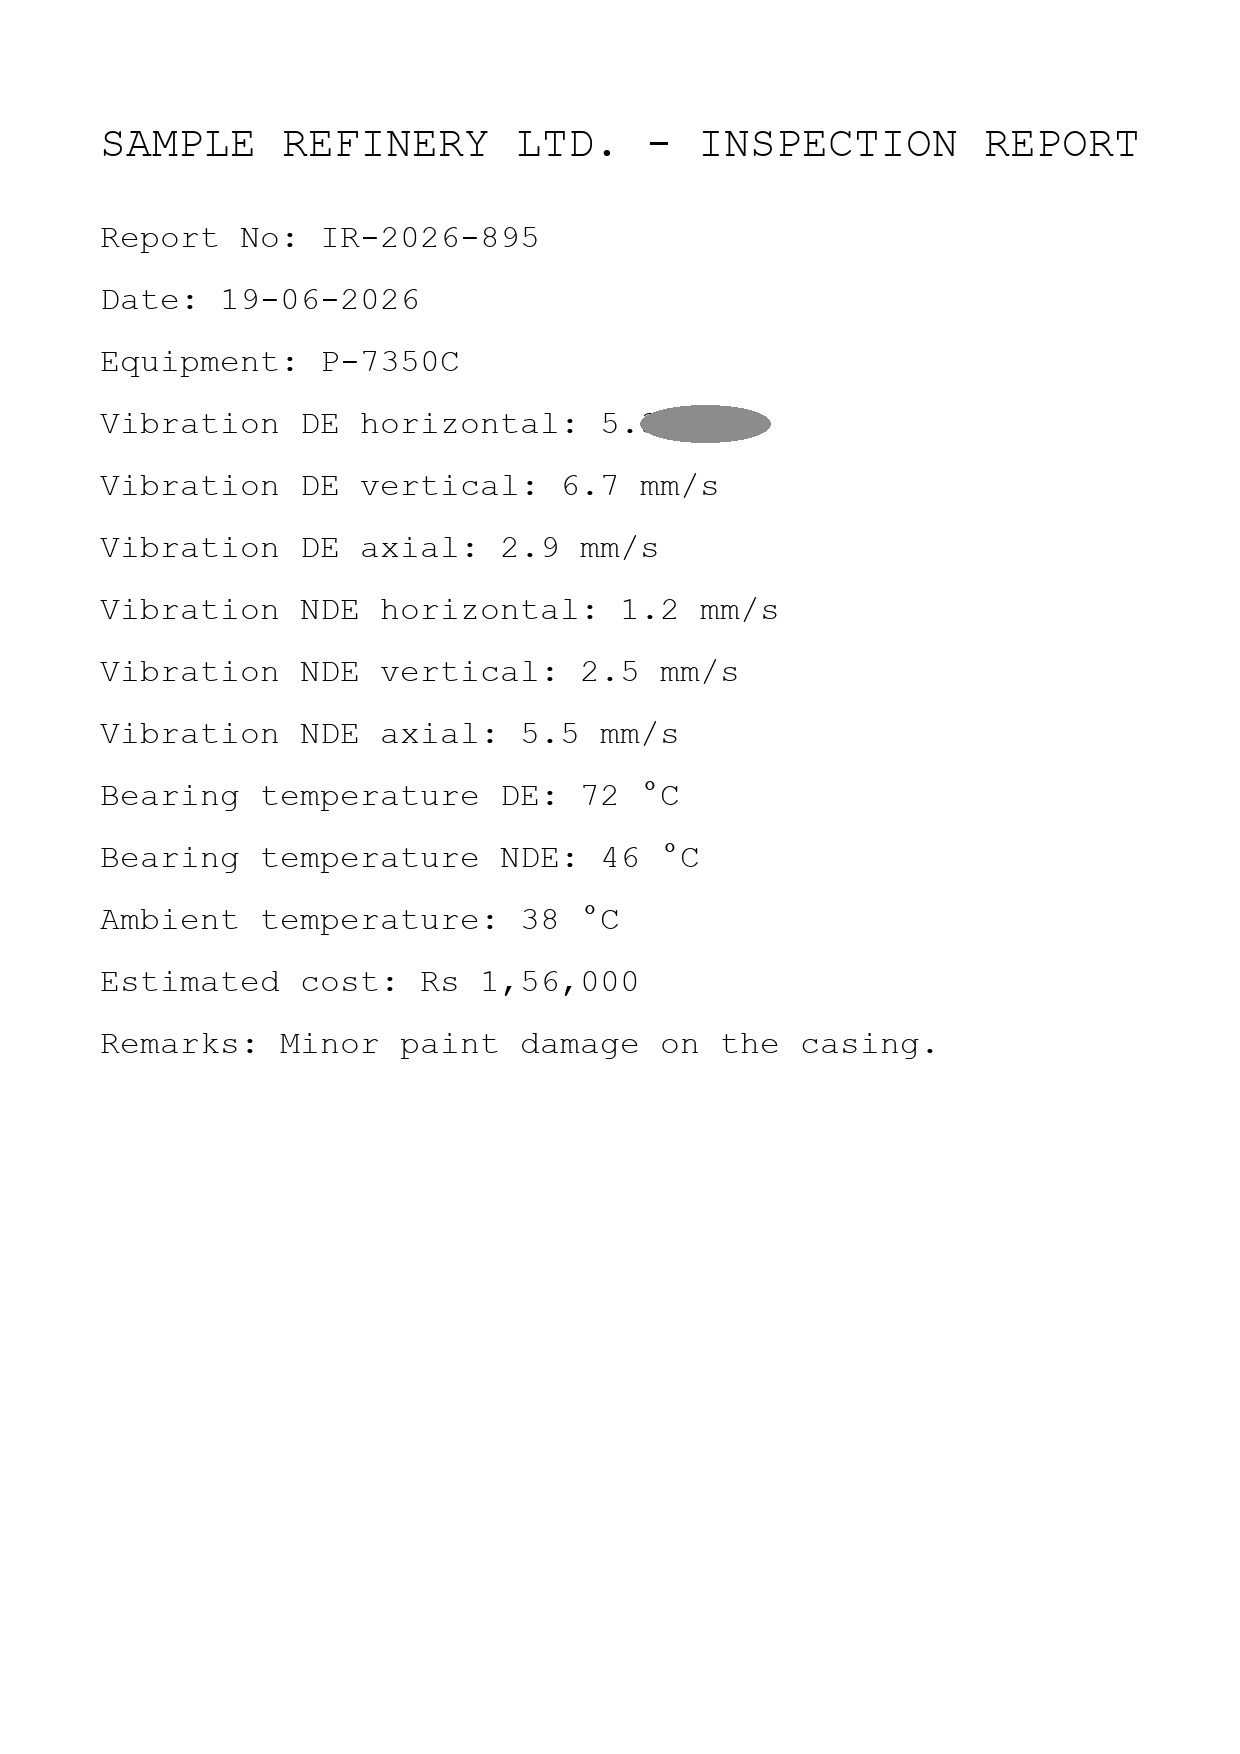 SAMPLE REFINERY LTD. - INSPECTION REPORT
Report No: IR-2026-895
Date: 19-06-2026
Equipment: P-7350C
Vibration DE horizontal:
Vibration DE vertical: 6.7 mm/s
Vibration DE axial: 2.9 mm/s
Vibration NDE horizontal: 1.2 mm/s
Vibration NDE vertical: 2.5 mm/s
Vibration NDE axial: 5.5 mm/s
Bearing temperature DE: 72 °C
Bearing temperature NDE: 46 °C
Ambient temperature: 38 °C
Estimated cost: Rs 1,56,000
Remarks: Minor paint damage on the casing.